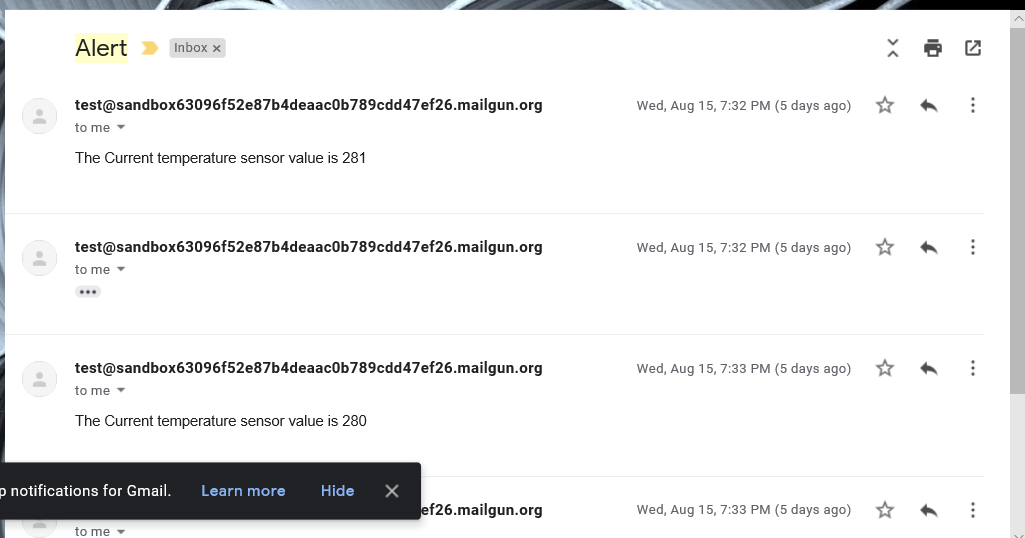 Alert Inbox ×
test@sandbox63096f52e87b4deaac0b789cdd47ef26.mailgun.org Wed, Aug 15, 7:32 PM (5 days ago)
to me
The Current temperature sensor value is 281
test@sandbox63096f52e87b4deaac0b789cdd47ef26.mailgun.org Wed, Aug 15, 7:32 PM (5 days ago)
to me
•••
test@sandbox63096f52e87b4deaac0b789cdd47ef26.mailgun.org Wed, Aug 15, 7:33 PM (5 days ago)
to me
The Current temperature sensor value is 280
p notifications for Gmail. Learn more Hide
ef26.mailgun.org Wed, Aug 15, 7:33 PM (5 days ago)
to me